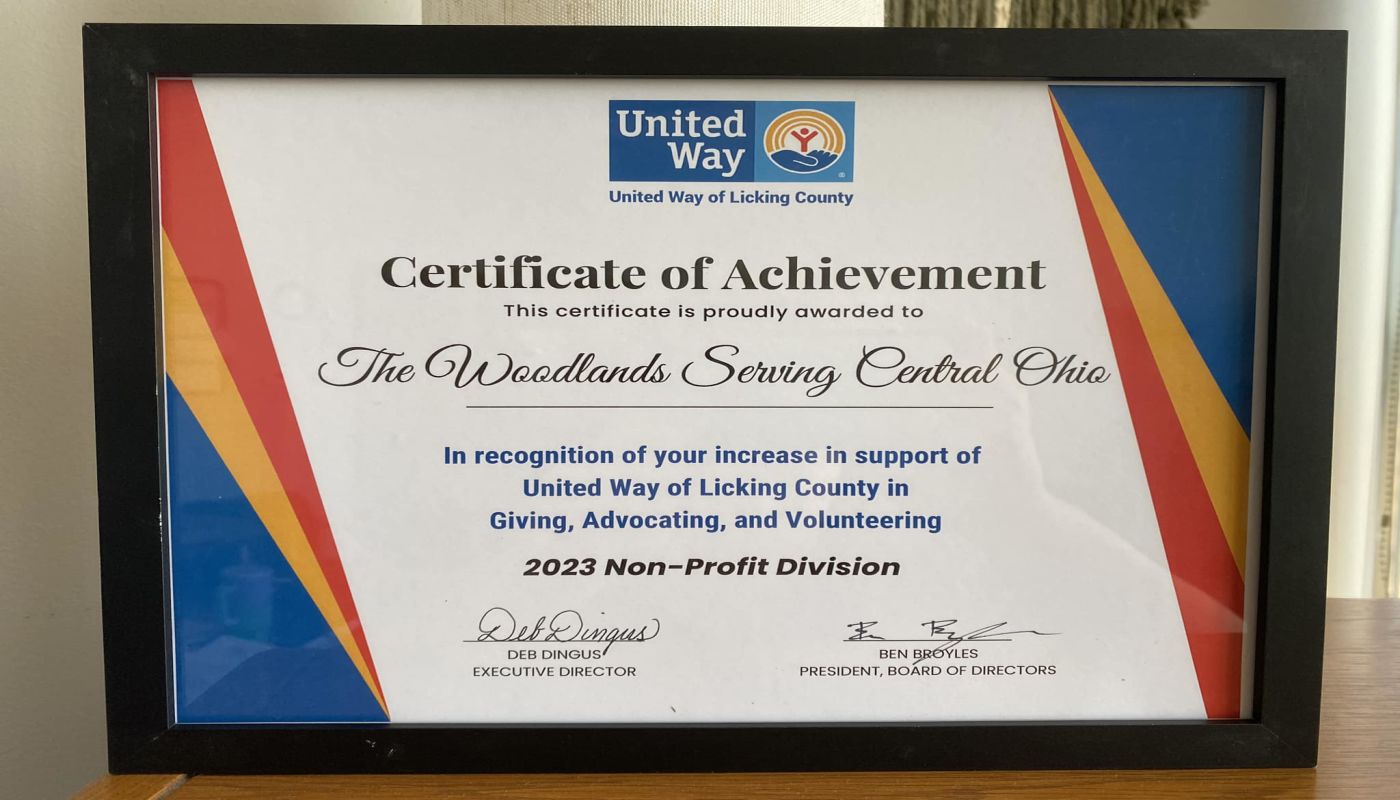 United
Way
®
United Way of Licking County
Certificate of Achievement
This certificate is proudly awarded to
The Woodlands Serving Central Ohio
In recognition of your increase in support of
United Way of Licking County in
Giving, Advocating, and Volunteering
2023 Non-Profit Division
Deb Dingus
DEB DINGUS
EXECUTIVE DIRECTOR
BEN BROYLES
PRESIDENT, BOARD OF DIRECTORS